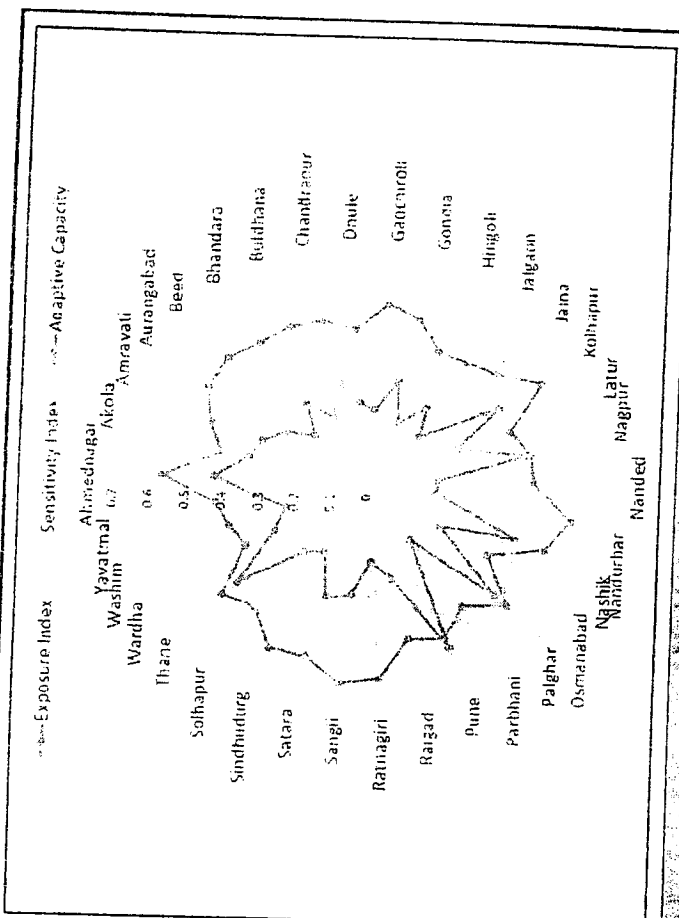 Exposure Index
Sensitivity Index
Adaptive Capacity
Ahmednagar
Akola
Amravati
Aurangabad
Beed
Bhandara
Buldhana
Chandrapur
Dhule
Gadchiroli
Gondia
Hingoli
Jalgaon
Jalna
Kolhapur
Latur
Nagpur
Nanded
Nandurbar
Nashik
Osmanabad
Palghar
Parbhani
Pune
Raigad
Ratnagiri
Sangli
Satara
Sindhudurg
Solhapur
Thane
Wardha
Washim
Yavatmal
0.7
0.6
0.5
0.4
0.3
0.2
0.1
0